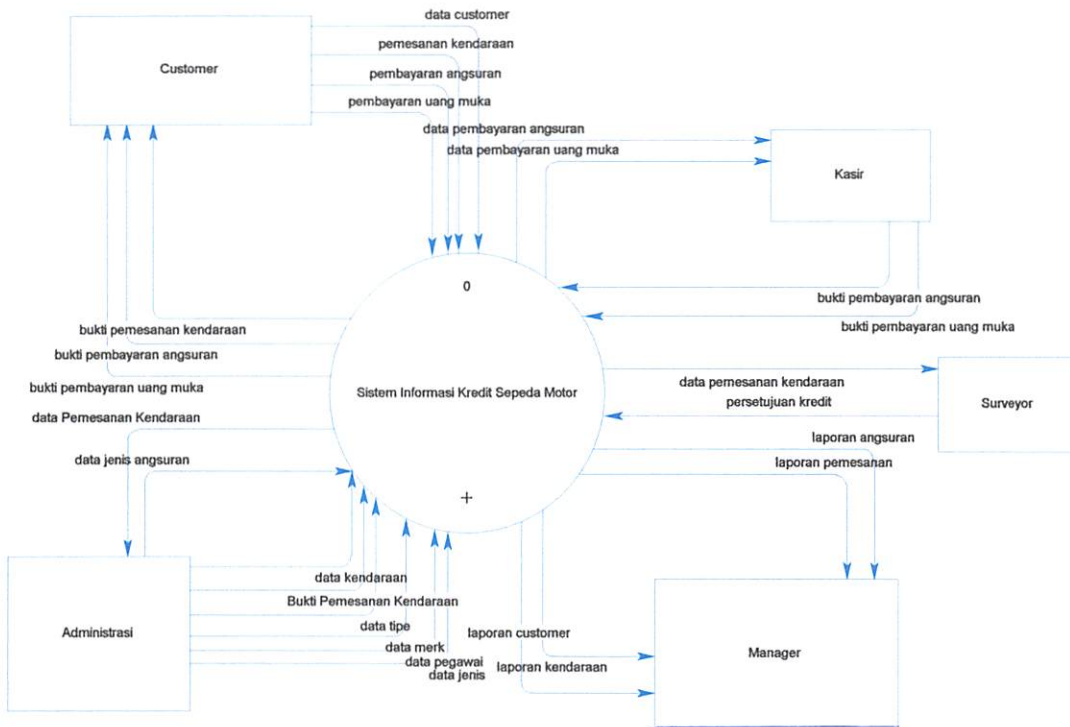 data customer
pemesanan kendaraan
Customer
pembayaran angsuran
pembayaran uang muka
data pembayaran angsuran
data pembayaran uang muka
Kasir
0
bukti pembayaran angsuran
bukti pembayaran uang muka
bukti pemesanan kendaraan
bukti pembayaran angsuran
bukti pembayaran uang muka
Sistem Informasi Kredit Sepeda Motor
data pemesanan kendaraan
persetujuan kredit
Surveyor
data Pemesanan Kendaraan
laporan angsuran
data jenis angsuran
laporan pemesanan
+
data kendaraan
Bukti Pemesanan Kendaraan
Administrasi
data tipe
data merk
data pegawai
data jenis
laporan customer
laporan kendaraan
Manager